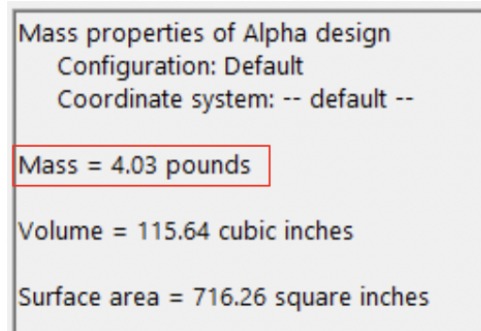 Mass properties of Alpha design
Configuration: Default
Coordinate system: -- default --
Mass = 4.03 pounds
Volume = 115.64 cubic inches
Surface area = 716.26 square inches